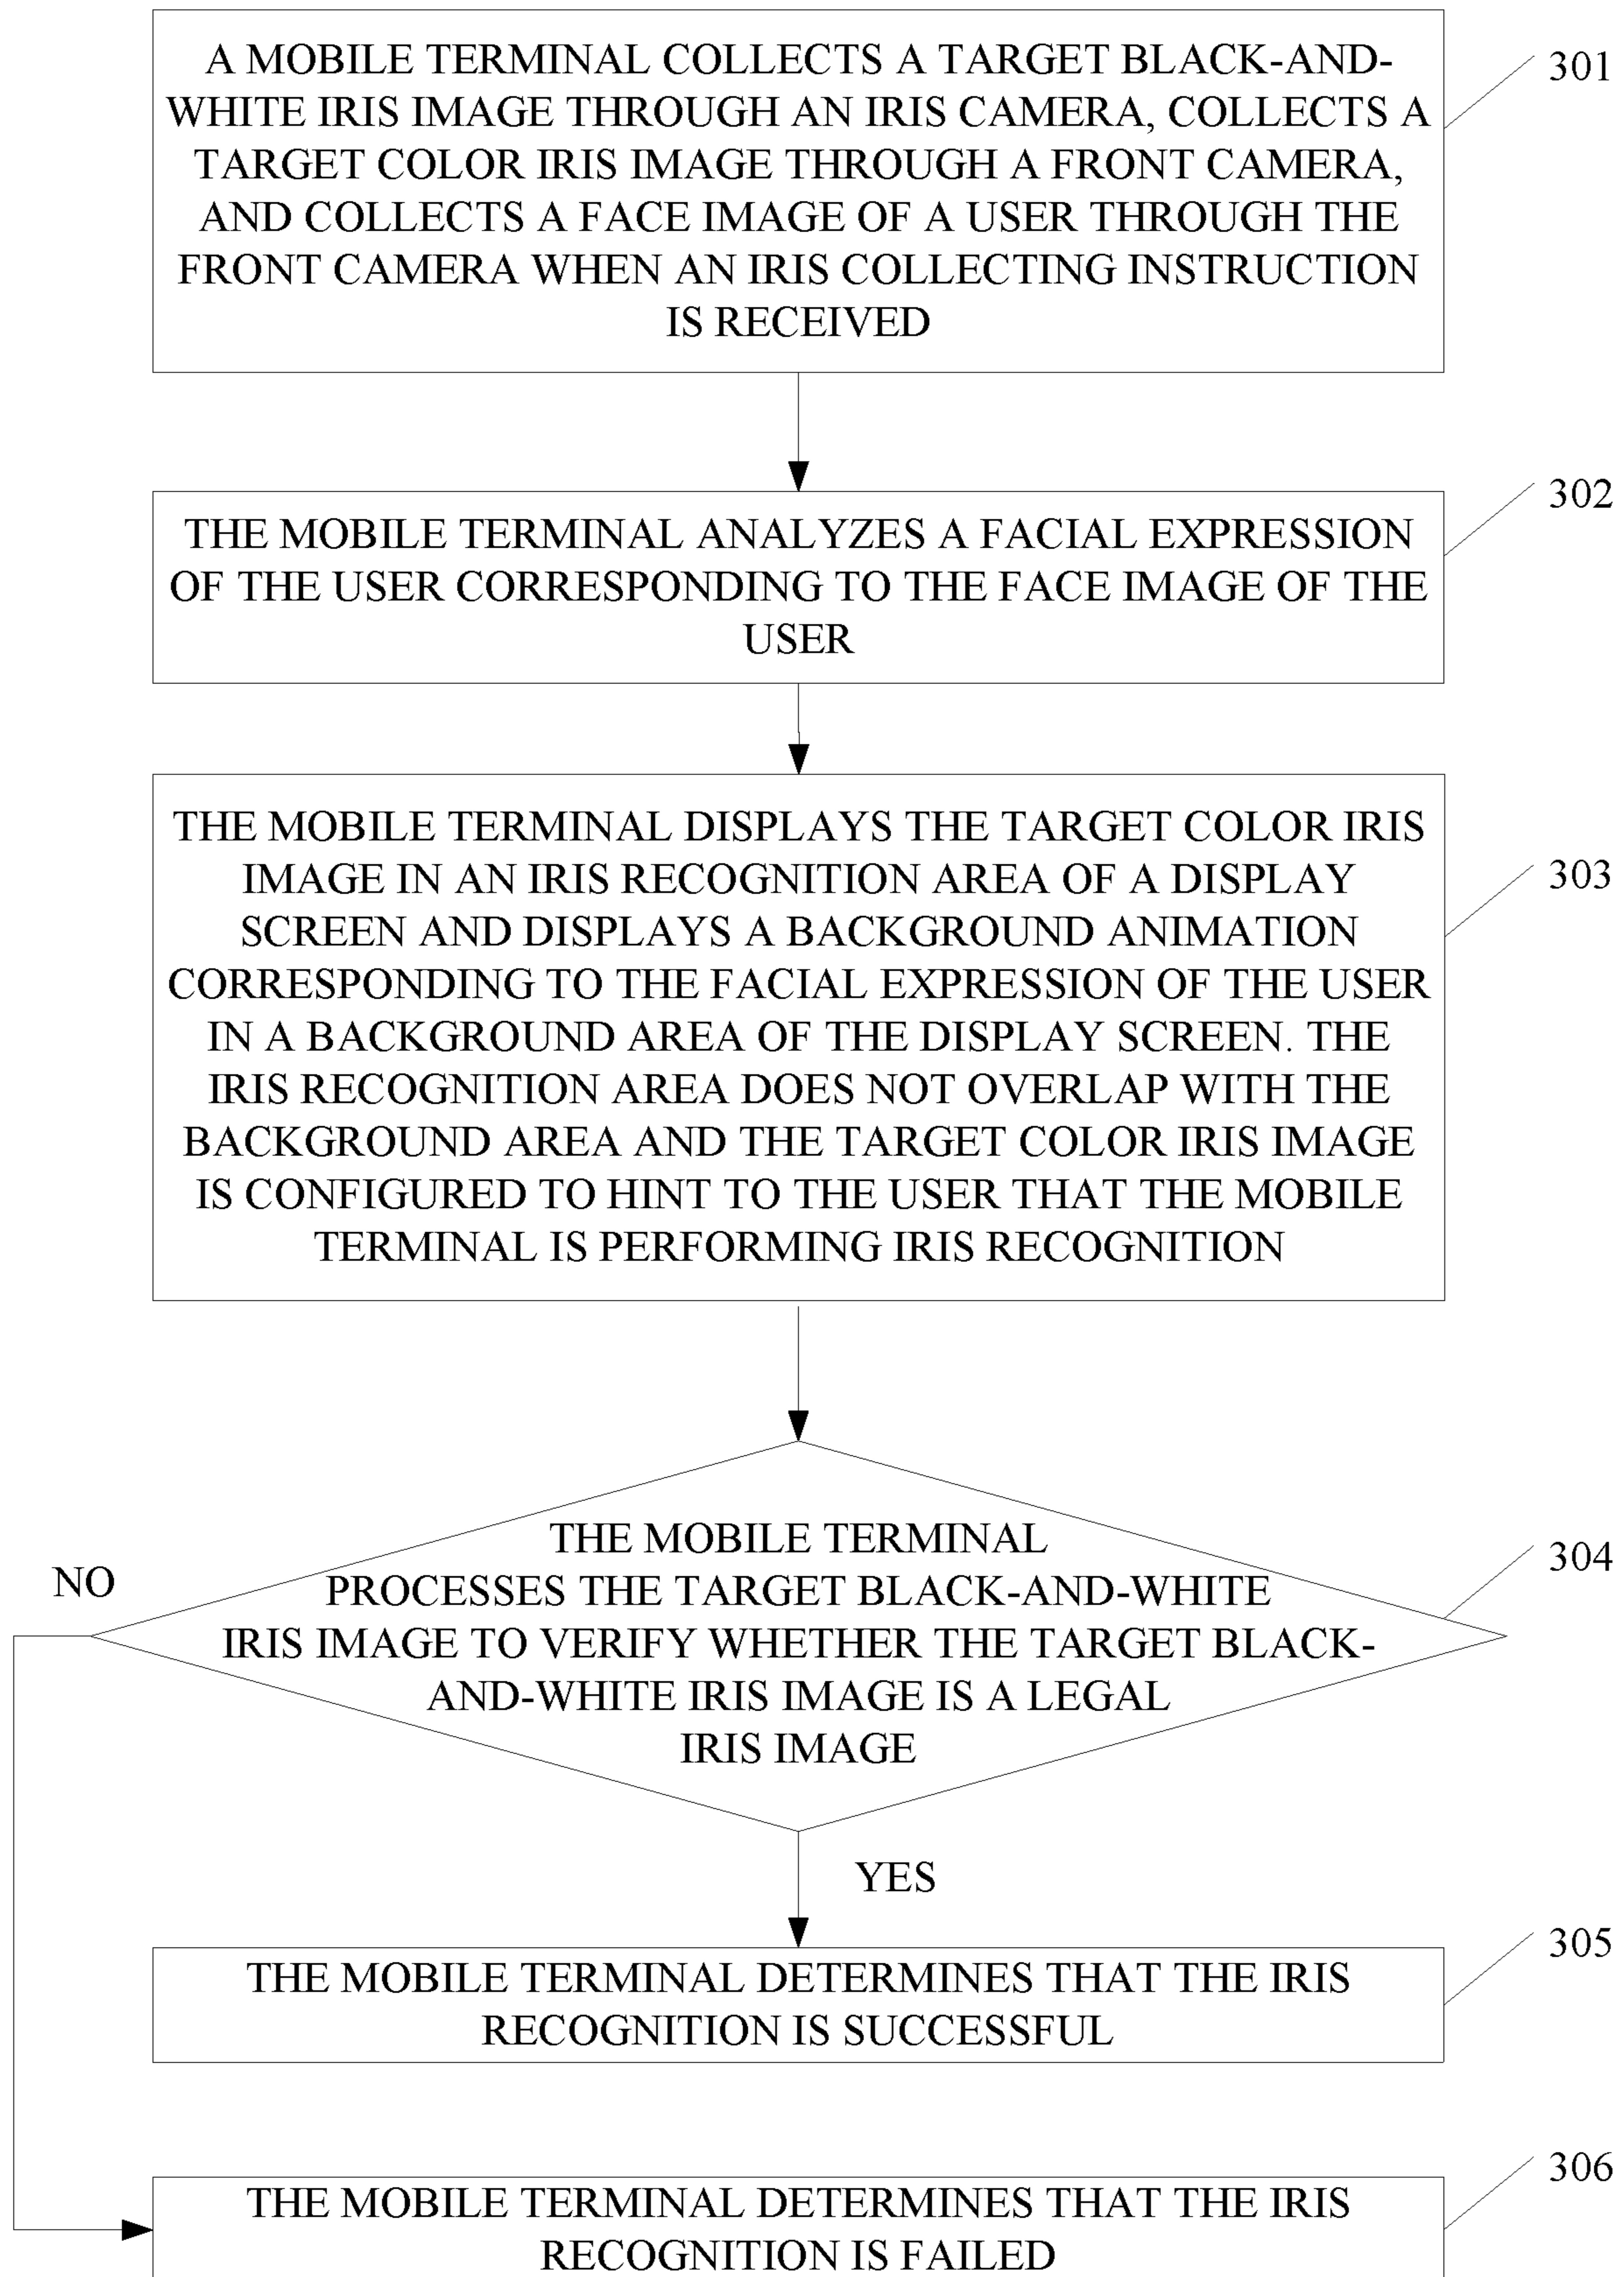 A MOBILE TERMINAL COLLECTS A TARGET BLACK-AND-
WHITE IRIS IMAGE THROUGH AN IRIS CAMERA, COLLECTS A
TARGET COLOR IRIS IMAGE THROUGH A FRONT CAMERA,
AND COLLECTS A FACE IMAGE OF A USER THROUGH THE
FRONT CAMERA WHEN AN IRIS COLLECTING INSTRUCTION
IS RECEIVED
301
THE MOBILE TERMINAL ANALYZES A FACIAL EXPRESSION
OF THE USER CORRESPONDING TO THE FACE IMAGE OF THE
USER
302
THE MOBILE TERMINAL DISPLAYS THE TARGET COLOR IRIS
IMAGE IN AN IRIS RECOGNITION AREA OF A DISPLAY
SCREEN AND DISPLAYS A BACKGROUND ANIMATION
CORRESPONDING TO THE FACIAL EXPRESSION OF THE USER
IN A BACKGROUND AREA OF THE DISPLAY SCREEN. THE
IRIS RECOGNITION AREA DOES NOT OVERLAP WITH THE
BACKGROUND AREA AND THE TARGET COLOR IRIS IMAGE
IS CONFIGURED TO HINT TO THE USER THAT THE MOBILE
TERMINAL IS PERFORMING IRIS RECOGNITION
303
THE MOBILE TERMINAL
PROCESSES THE TARGET BLACK-AND-WHITE
IRIS IMAGE TO VERIFY WHETHER THE TARGET BLACK-
AND-WHITE IRIS IMAGE IS A LEGAL
IRIS IMAGE
304
NO
YES
THE MOBILE TERMINAL DETERMINES THAT THE IRIS
RECOGNITION IS SUCCESSFUL
305
THE MOBILE TERMINAL DETERMINES THAT THE IRIS
RECOGNITION IS FAILED
306